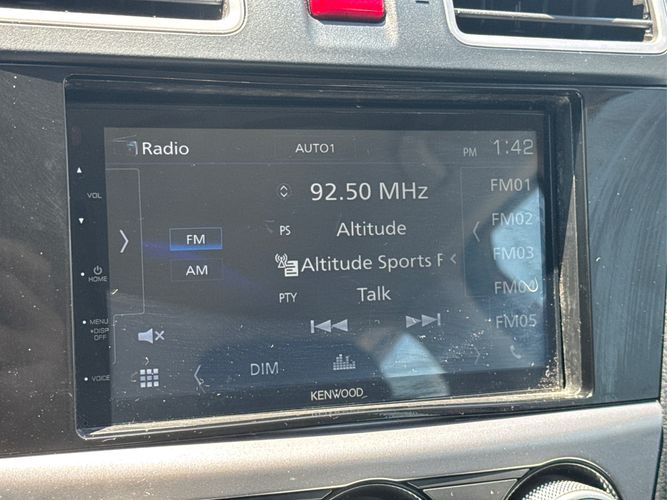 Radio
AUTO1
PM 1:42
92.50 MHz
FM01
VOL
PS Altitude
FM02
FM
AM
Altitude Sports F
FM03
HOME
PTY Talk
FM04
MENU
DISP
OFF
FM05
DIM
VOICE
KENWOOD